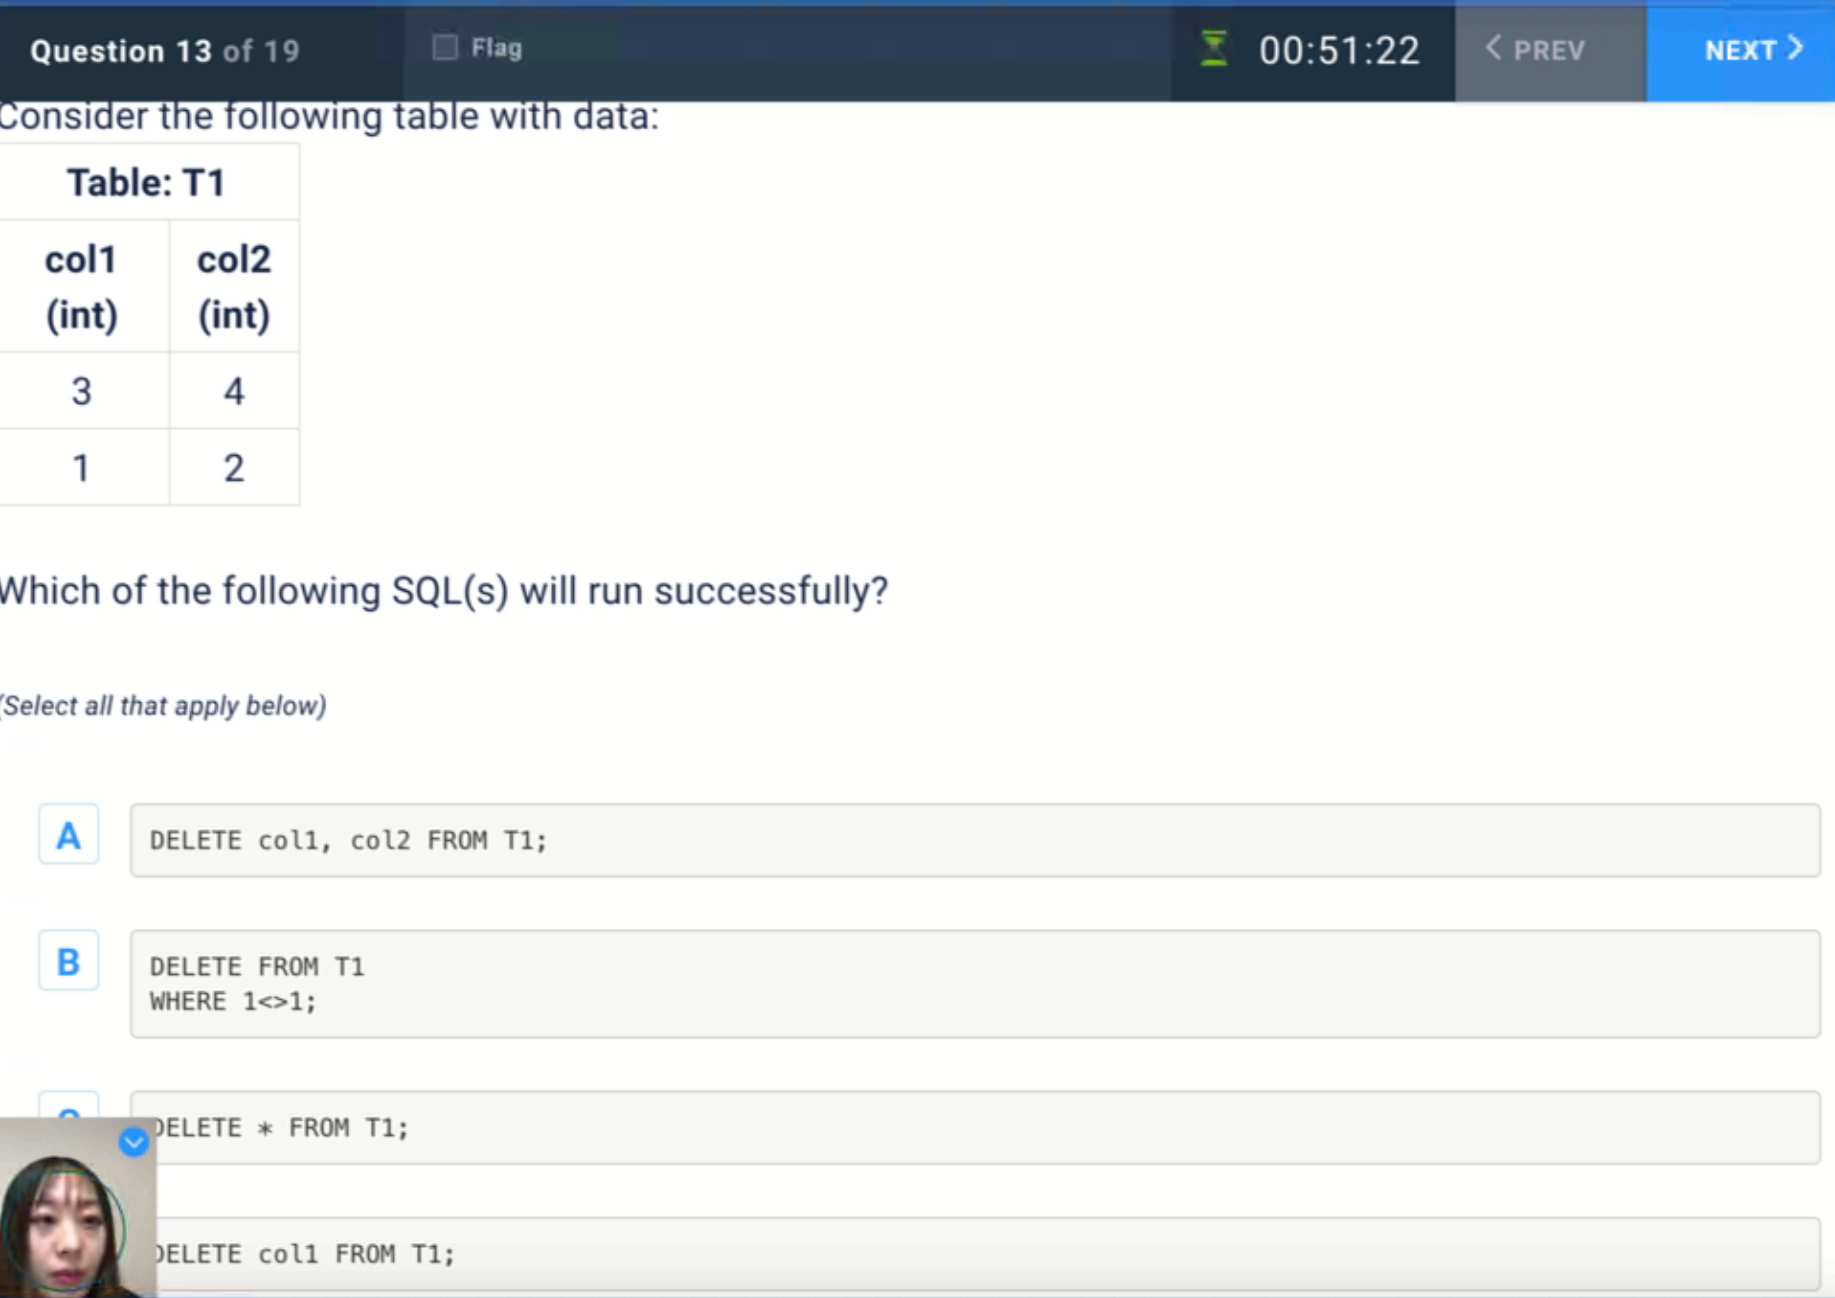 Question 13 of 19
Flag
00:51:22
PREV
NEXT
Consider the following table with data:
Table: T1
col1 (int)
col2 (int)
3
4
1
2
Which of the following SQL(s) will run successfully?
(Select all that apply below)
A
DELETE col1, col2 FROM T1;
B
DELETE FROM T1
WHERE 1<>1;
DELETE * FROM T1;
DELETE col1 FROM T1;